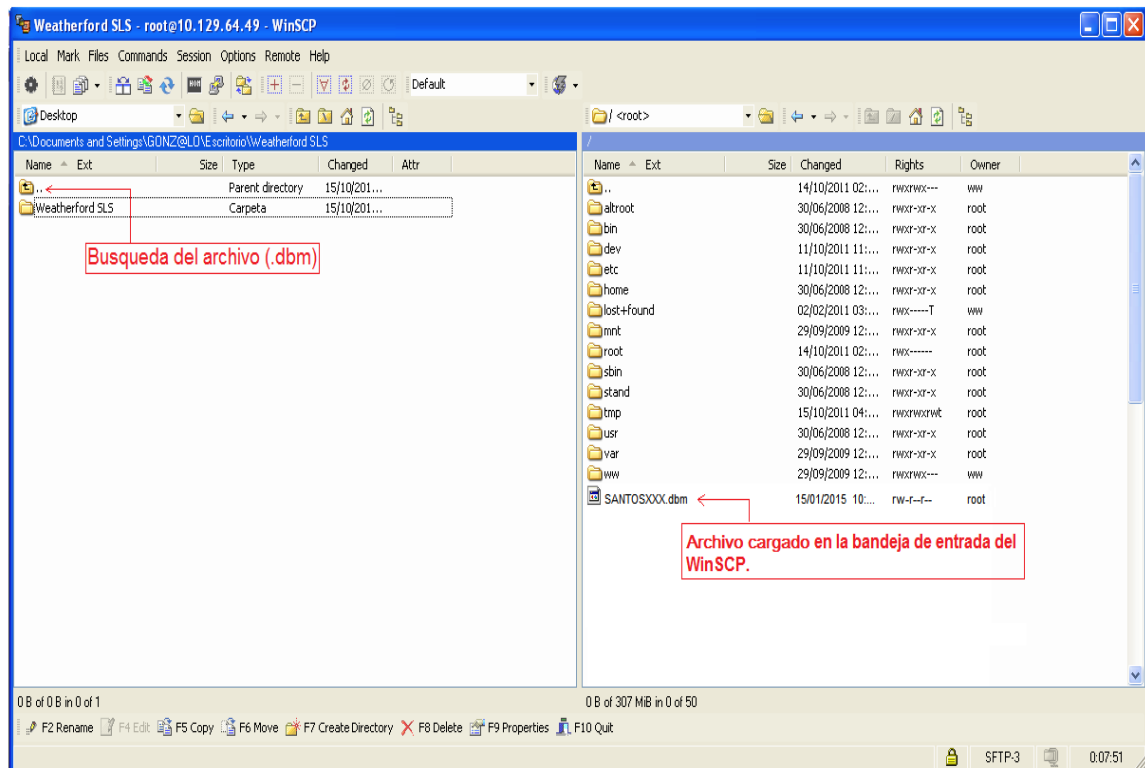 Weatherford SLS - root@10.129.64.49 - WinSCP
Local Mark Files Commands Session Options Remote Help
Default
Desktop
/ <root>
C:\Documents and Settings\GONZ@LO\Escritorio\Weatherford SLS
/
Name Ext Size Type Changed Attr
.. Parent directory 15/10/201...
Weatherford SLS Carpeta 15/10/201...
Busqueda del archivo (.dbm)
Name Ext Size Changed Rights Owner
.. 14/10/2011 02:... rwxrwx--- ww
altroot 30/06/2008 12:... rwxr-xr-x root
bin 30/06/2008 12:... rwxr-xr-x root
dev 11/10/2011 11:... rwxr-xr-x root
etc 11/10/2011 11:... rwxr-xr-x root
home 30/06/2008 12:... rwxr-xr-x root
lost+found 02/02/2011 03:... rwx-----T ww
mnt 29/09/2009 12:... rwxr-xr-x root
root 14/10/2011 02:... rwx------ root
sbin 30/06/2008 12:... rwxr-xr-x root
stand 30/06/2008 12:... rwxr-xr-x root
tmp 15/10/2011 04:... rwxrwxrwt root
usr 30/06/2008 12:... rwxr-xr-x root
var 29/09/2009 12:... rwxr-xr-x root
ww 29/09/2009 12:... rwxrwx--- ww
SANTOSXXX.dbm 15/01/2015 10:... rw-r--r-- root
Archivo cargado en la bandeja de entrada del
WinSCP.
0 B of 0 B in 0 of 1
0 B of 307 MiB in 0 of 50
F2 Rename F4 Edit F5 Copy F6 Move F7 Create Directory F8 Delete F9 Properties F10 Quit
SFTP-3 0:07:51